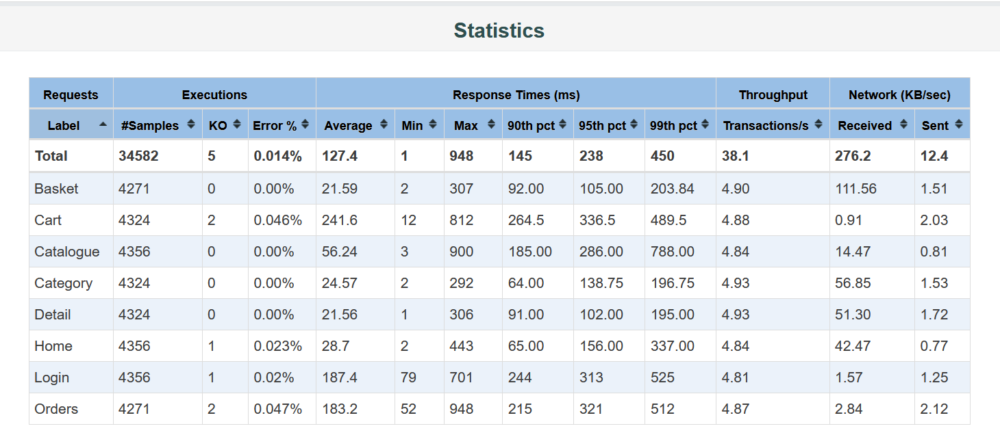 Statistics
Requests Executions Response Times (ms) Throughput Network (KB/sec)
Label #Samples KO Error % Average Min Max 90th pct 95th pct 99th pct Transactions/s Received Sent
Total 34582 5 0.014% 127.4 1 948 145 238 450 38.1 276.2 12.4
Basket 4271 0 0.00% 21.59 2 307 92.00 105.00 203.84 4.90 111.56 1.51
Cart 4324 2 0.046% 241.6 12 812 264.5 336.5 489.5 4.88 0.91 2.03
Catalogue 4356 0 0.00% 56.24 3 900 185.00 286.00 788.00 4.84 14.47 0.81
Category 4324 0 0.00% 24.57 2 292 64.00 138.75 196.75 4.93 56.85 1.53
Detail 4324 0 0.00% 21.56 1 306 91.00 102.00 195.00 4.93 51.30 1.72
Home 4356 1 0.023% 28.7 2 443 65.00 156.00 337.00 4.84 42.47 0.77
Login 4356 1 0.02% 187.4 79 701 244 313 525 4.81 1.57 1.25
Orders 4271 2 0.047% 183.2 52 948 215 321 512 4.87 2.84 2.12